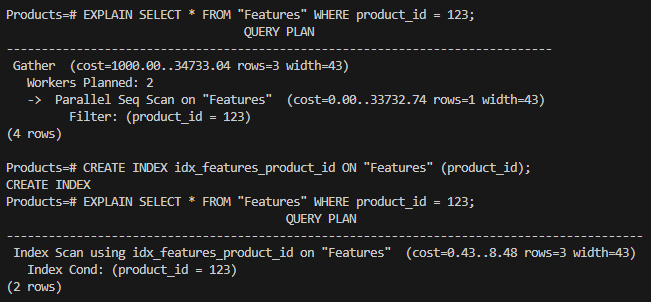 Products=# EXPLAIN SELECT * FROM "Features" WHERE product_id = 123;
QUERY PLAN
-------------------------------------------------------------------------
Gather  (cost=1000.00..34733.04 rows=3 width=43)
Workers Planned: 2
->  Parallel Seq Scan on "Features"  (cost=0.00..33732.74 rows=1 width=43)
Filter: (product_id = 123)
(4 rows)
Products=# CREATE INDEX idx_features_product_id ON "Features" (product_id);
CREATE INDEX
Products=# EXPLAIN SELECT * FROM "Features" WHERE product_id = 123;
QUERY PLAN
-------------------------------------------------------------------------------------
Index Scan using idx_features_product_id on "Features"  (cost=0.43..8.48 rows=3 width=43)
Index Cond: (product_id = 123)
(2 rows)